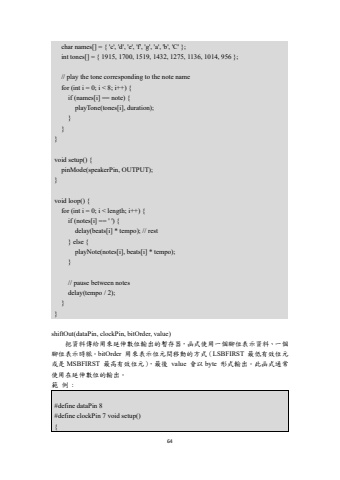 char names[] = { 'c', 'd', 'e', 'f', 'g', 'a', 'b', 'C' };
int tones[] = { 1915, 1700, 1519, 1432, 1275, 1136, 1014, 956 };
// play the tone corresponding to the note name
for (int i = 0; i < 8; i++) {
if (names[i] == note) {
playTone(tones[i], duration);
}
}
}
void setup() {
pinMode(speakerPin, OUTPUT);
}
void loop() {
for (int i = 0; i < length; i++) {
if (notes[i] == ' ') {
delay(beats[i] * tempo); // rest
} else {
playNote(notes[i], beats[i] * tempo);
}
// pause between notes
delay(tempo / 2);
}
}
shiftOut(dataPin, clockPin, bitOrder, value)
把資料傳給用來延伸數位輸出的暫存器，函式使用一個腳位表示資料、一個
腳位表示時脈。bitOrder 用來表示位元間移動的方式（LSBFIRST 最低有效位元
或是 MSBFIRST 最高有效位元），最後 value 會以 byte 形式輸出。此函式通常
使用在延伸數位的輸出。
範 例 :
#define dataPin 8
#define clockPin 7 void setup()
{
64